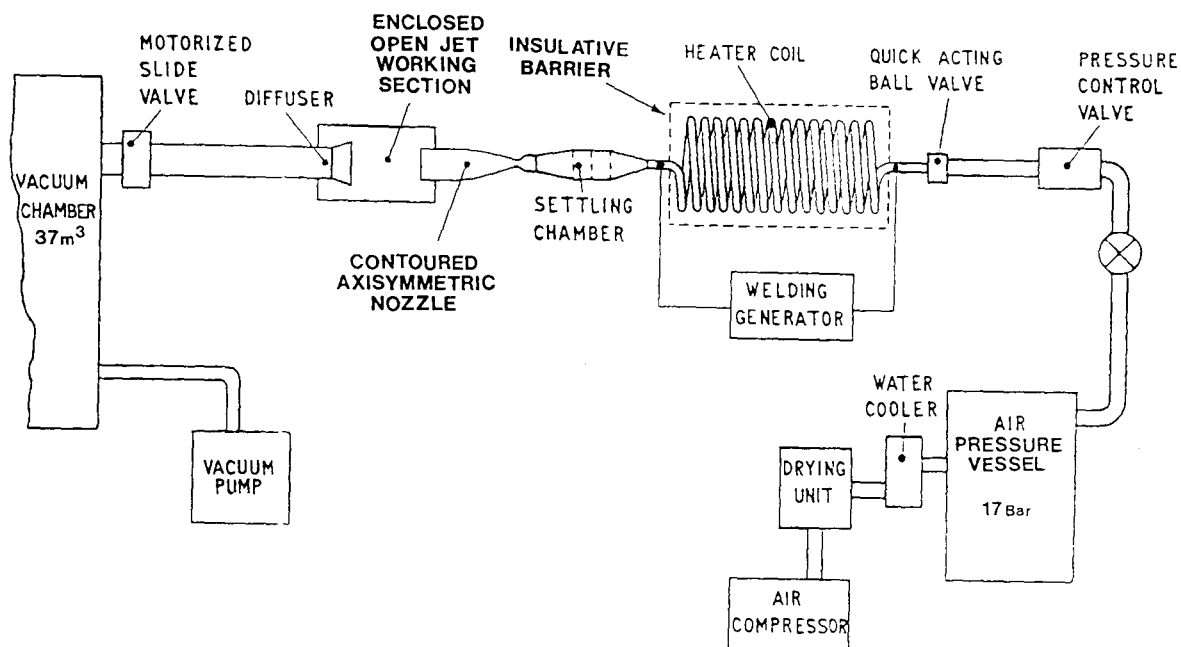 MOTORIZED
SLIDE
VALVE
DIFFUSER
ENCLOSED
OPEN JET
WORKING
SECTION
INSULATIVE
BARRIER
HEATER COIL
QUICK ACTING
BALL VALVE
PRESSURE
CONTROL
VALVE
VACUUM
CHAMBER
37m³
SETTLING
CHAMBER
CONTOURED
AXISYMMETRIC
NOZZLE
WELDING
GENERATOR
WATER
COOLER
VACUUM
PUMP
DRYING
UNIT
AIR
PRESSURE
VESSEL
17 Bar
AIR
COMPRESSOR